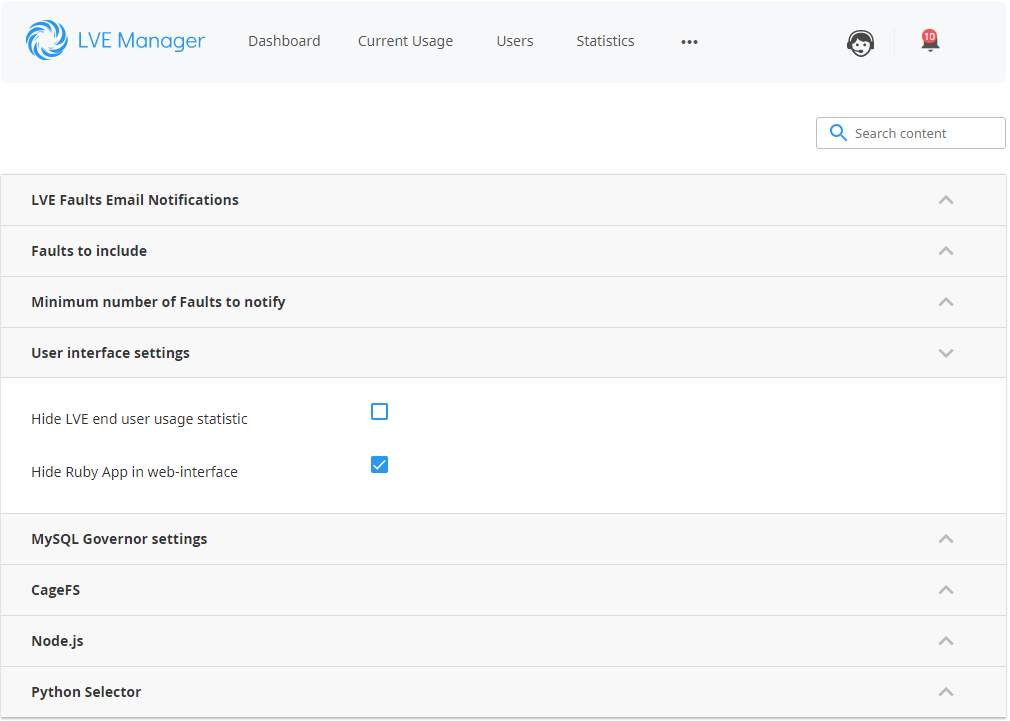 LVE Manager Dashboard Current Usage Users Statistics ••• 10
Search content
LVE Faults Email Notifications
Faults to include
Minimum number of Faults to notify
User interface settings
Hide LVE end user usage statistic
Hide Ruby App in web-interface
MySQL Governor settings
CageFS
Node.js
Python Selector